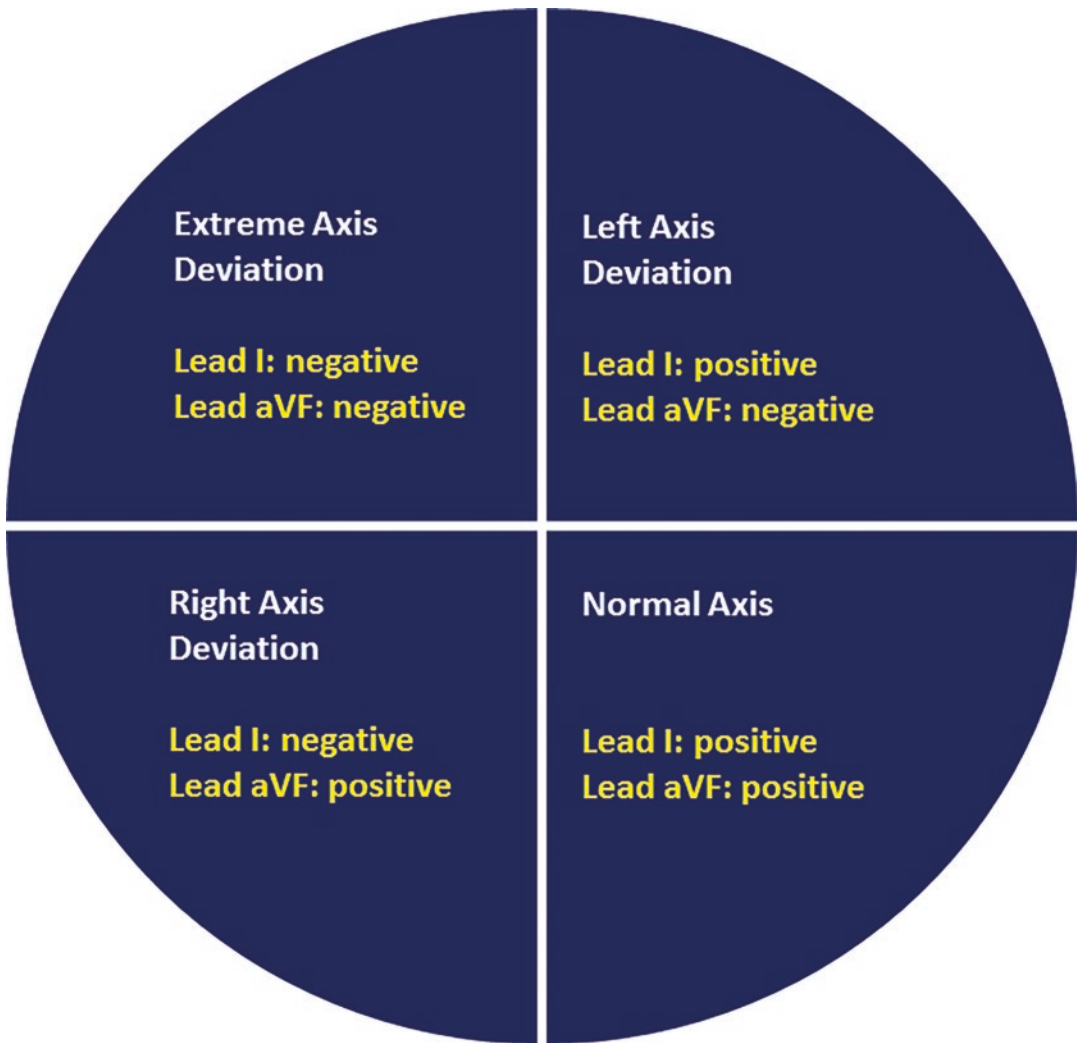 Extreme Axis
Deviation
Lead I: negative
Lead aVF: negative
Left Axis
Deviation
Lead I: positive
Lead aVF: negative
Right Axis
Deviation
Lead I: negative
Lead aVF: positive
Normal Axis
Lead I: positive
Lead aVF: positive